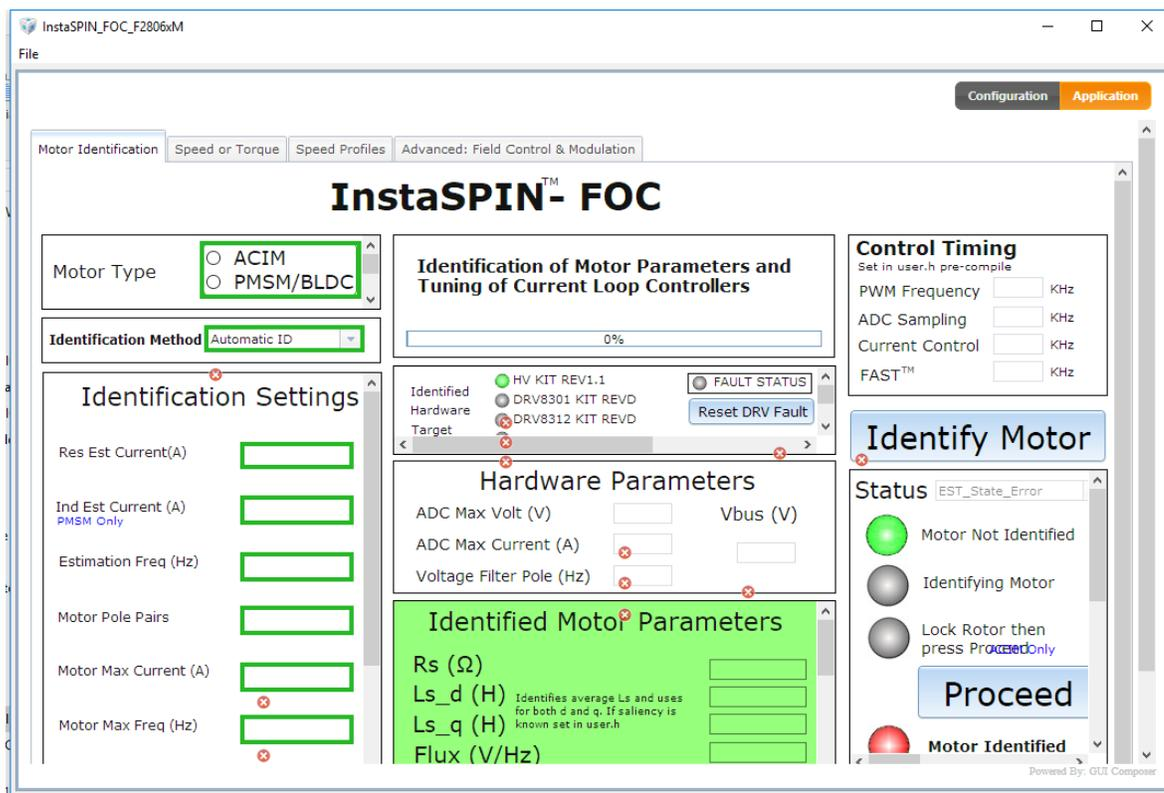 InstaSPIN_FOC_F2806xM
File
Configuration
Application
Motor Identification
Speed or Torque
Speed Profiles
Advanced: Field Control & Modulation
InstaSPIN™- FOC
Motor Type
ACIM
PMSM/BLDC
Identification Method
Automatic ID
Identification Settings
Res Est Current(A)
Ind Est Current (A)
PMSM Only
Estimation Freq (Hz)
Motor Pole Pairs
Motor Max Current (A)
Motor Max Freq (Hz)
Identification of Motor Parameters and
Tuning of Current Loop Controllers
0%
Identified
Hardware
Target
HV KIT REV1.1
DRV8301 KIT REVD
DRV8312 KIT REVD
FAULT STATUS
Reset DRV Fault
Hardware Parameters
ADC Max Volt (V)
Vbus (V)
ADC Max Current (A)
Voltage Filter Pole (Hz)
Identified Motor Parameters
Rs (Ω)
Ls_d (H)
Ls_q (H)
Identifies average Ls and uses
for both d and q. If saliency is
known set in user.h
Flux (V/Hz)
Control Timing
Set in user.h pre-compile
PWM Frequency KHz
ADC Sampling KHz
Current Control KHz
FAST™ KHz
Identify Motor
Status
EST_State_Error
Motor Not Identified
Identifying Motor
Lock Rotor then
press Proceed
ACIM Only
Proceed
Motor Identified
Powered By: GUI Composer